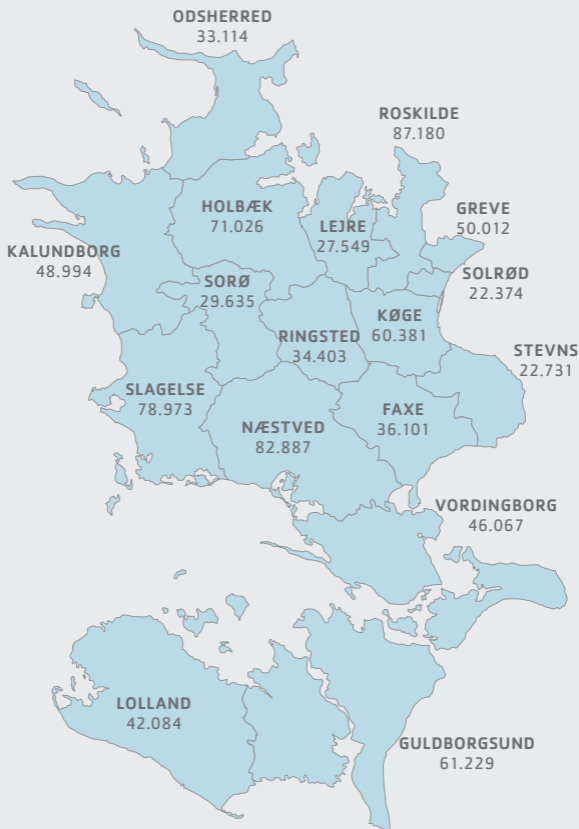 ODSHERRED
33.114
ROSKILDE
87.180
HOLBÆK
71.026
LEJRE
27.549
GREVE
50.012
KALUNDBORG
48.994
SORØ
29.635
SOLRØD
22.374
RINGSTED
34.403
KØGE
60.381
STEVNS
22.731
SLAGELSE
78.973
NÆSTVED
82.887
FAXE
36.101
VORDINGBORG
46.067
LOLLAND
42.084
GULDBORGSUND
61.229